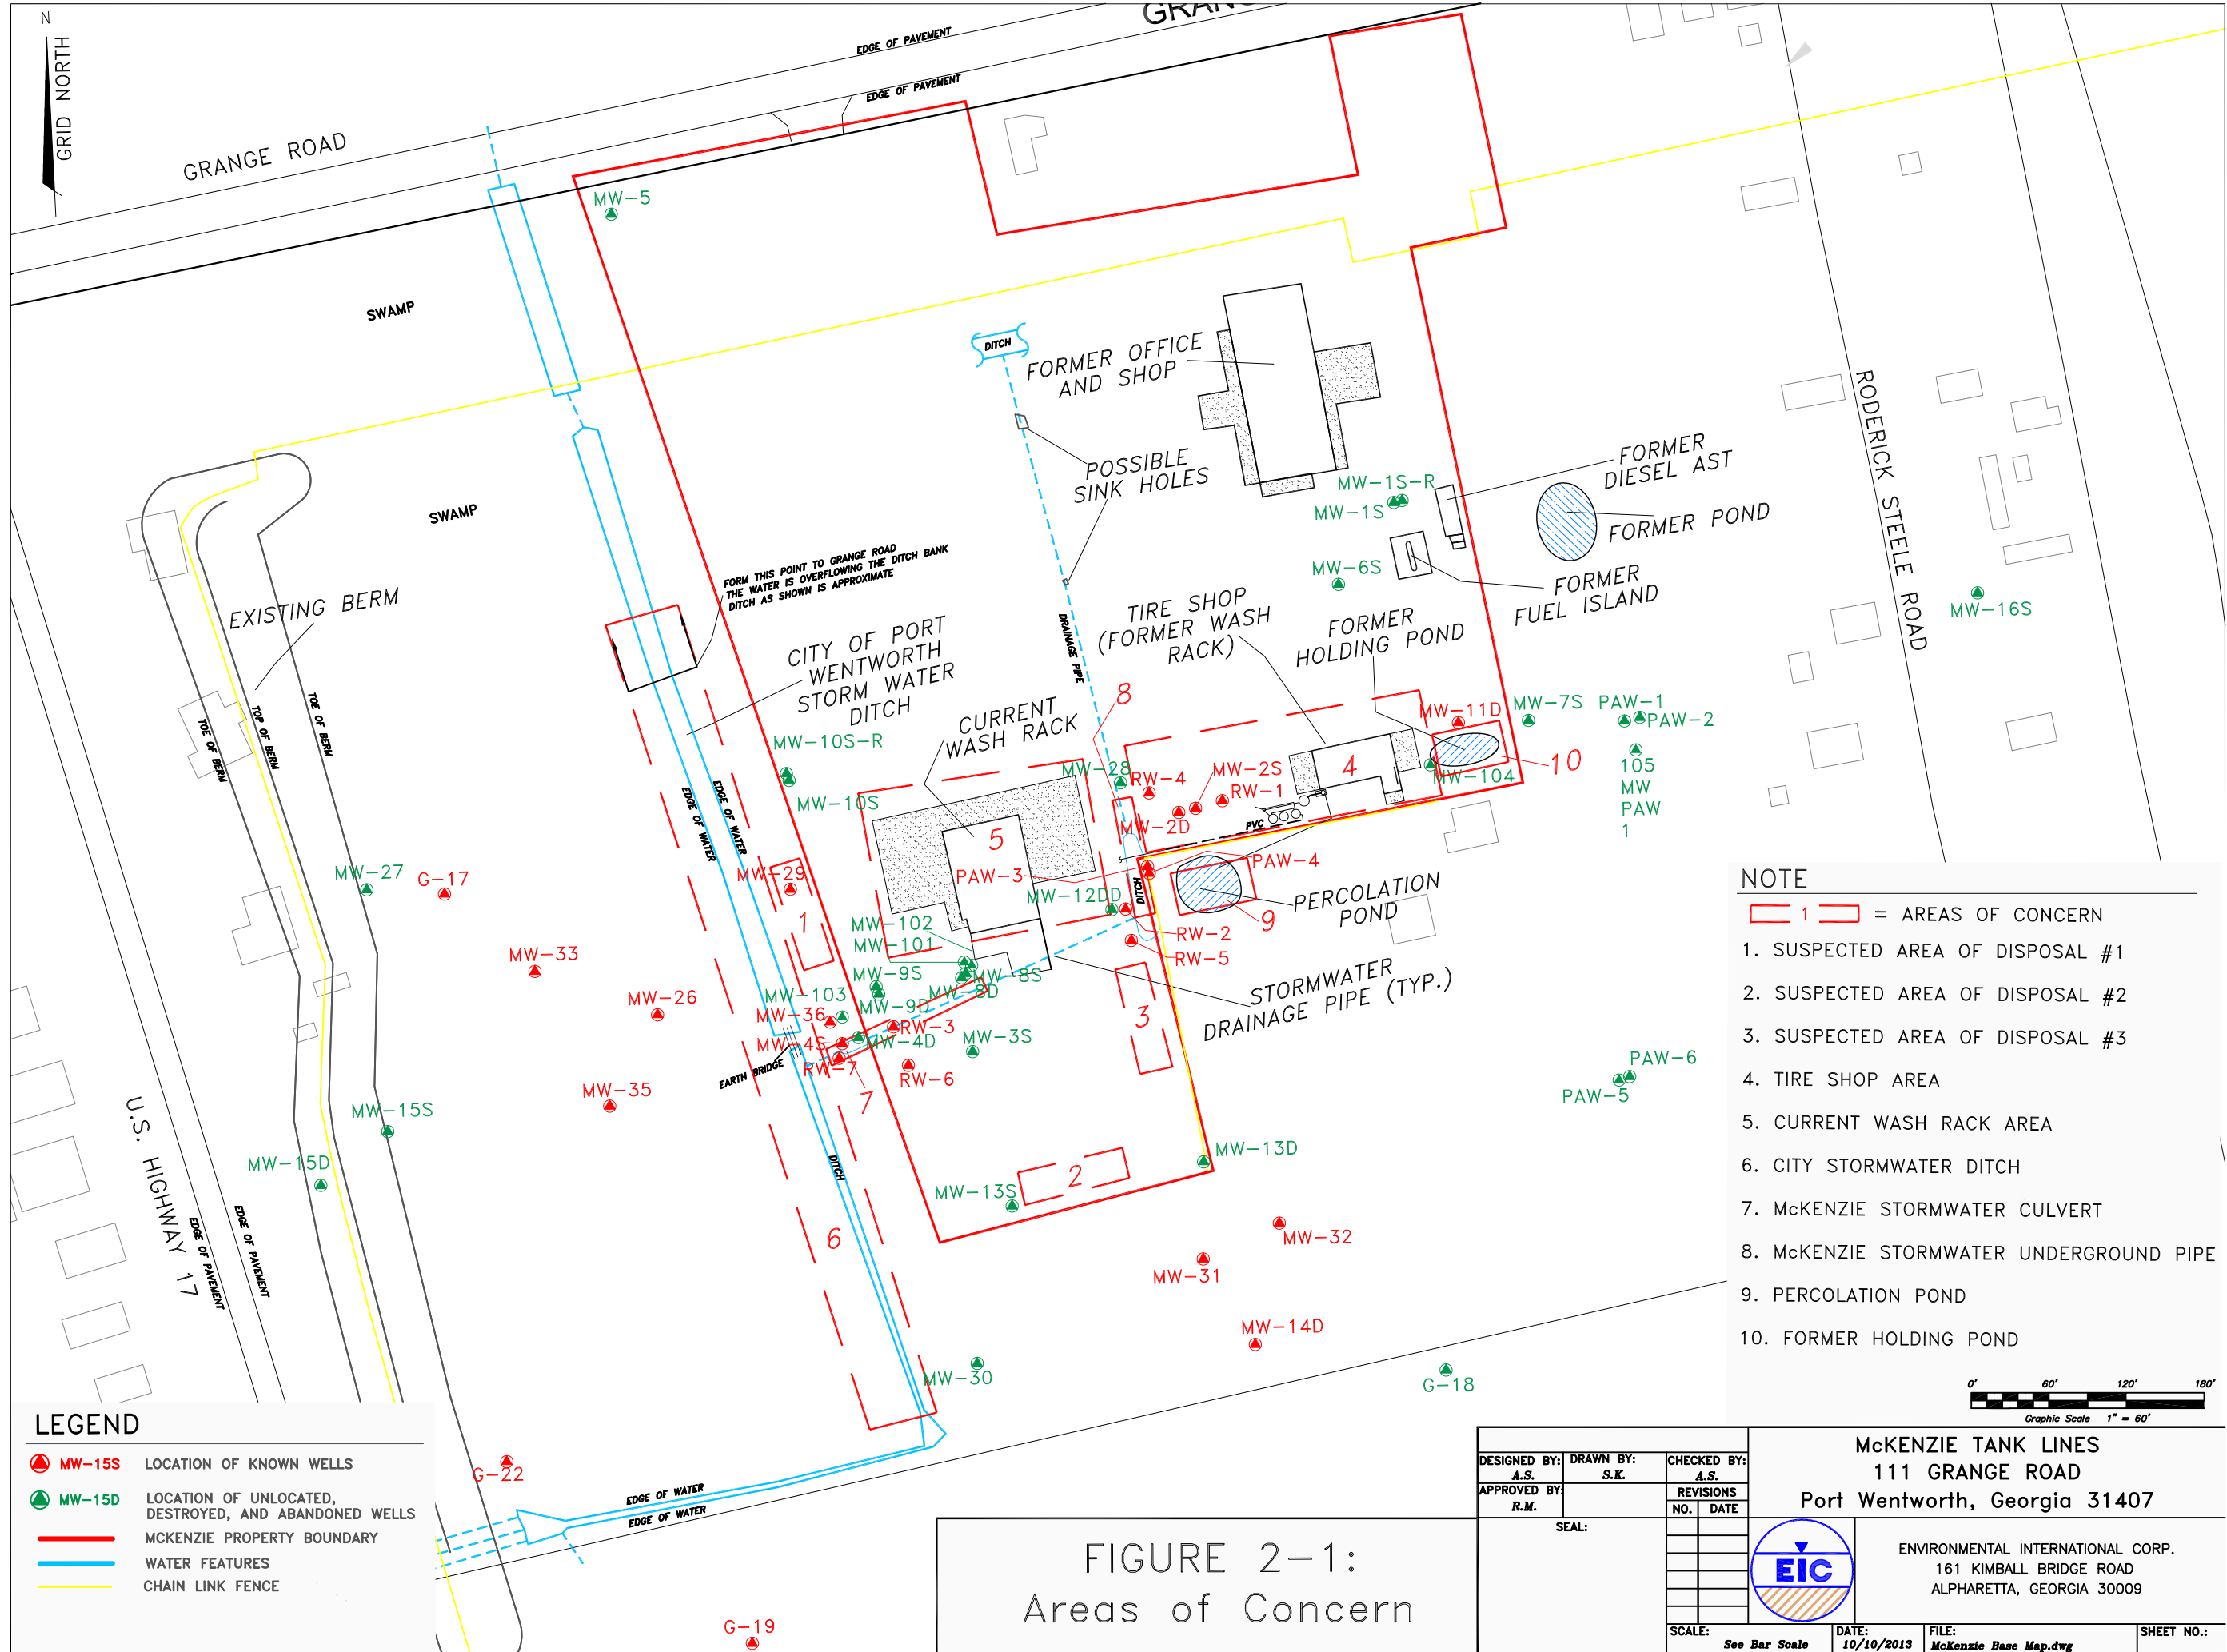 N
GRID NORTH
GRANGE ROAD
EDGE OF PAVEMENT
EDGE OF PAVEMENT
MW-5
SWAMP
SWAMP
DITCH
FORMER OFFICE
AND SHOP
POSSIBLE
SINK HOLES
MW-1S-R
MW-1S
FORMER
DIESEL AST
FORMER POND
MW-6S
FORMER
FUEL ISLAND
RODERICK STEELE ROAD
MW-16S
EXISTING BERM
TOE OF BERM
TOP OF BERM
TOE OF BERM
FORM THIS POINT TO GRANGE ROAD
THE WATER IS OVERFLOWING THE DITCH BANK
DITCH AS SHOWN IS APPROXIMATE
CITY OF PORT
WENTWORTH
STORM WATER
DITCH
DRAINAGE PIPE
TIRE SHOP
(FORMER WASH
RACK)
FORMER
HOLDING POND
CURRENT
WASH RACK
8
MW-11D
MW-7S
PAW-1
PAW-2
MW-10S-R
MW-10S
MW-28
RW-4
MW-2S
RW-1
4
MW-104
10
105
MW
PAW
1
EDGE OF WATER
EDGE OF WATER
MW-2D
PVC
5
PAW-3
PAW-4
MW-12DD
DITCH
PERCOLATION
POND
9
RW-2
RW-5
MW-27
G-17
MW-29
1
MW-102
MW-101
MW-9S
MW-8S
MW-8D
MW-103
MW-9D
MW-33
MW-26
MW-36
RW-3
MW-4S
MW-4D
MW-3S
RW-7
RW-6
EARTH BRIDGE
7
3
STORMWATER
DRAINAGE PIPE (TYP.)
MW-35
MW-15S
MW-15D
PAW-6
PAW-5
U.S. HIGHWAY 17
EDGE OF PAVEMENT
EDGE OF PAVEMENT
DITCH
6
MW-13D
MW-13S
2
MW-32
MW-31
MW-14D
MW-30
G-18
G-22
G-19
EDGE OF WATER
EDGE OF WATER
NOTE
1 = AREAS OF CONCERN
1. SUSPECTED AREA OF DISPOSAL #1
2. SUSPECTED AREA OF DISPOSAL #2
3. SUSPECTED AREA OF DISPOSAL #3
4. TIRE SHOP AREA
5. CURRENT WASH RACK AREA
6. CITY STORMWATER DITCH
7. McKENZIE STORMWATER CULVERT
8. McKENZIE STORMWATER UNDERGROUND PIPE
9. PERCOLATION POND
10. FORMER HOLDING POND
0' 60' 120' 180'
Graphic Scale 1" = 60'
LEGEND
MW-15S LOCATION OF KNOWN WELLS
MW-15D LOCATION OF UNLOCATED,
DESTROYED, AND ABANDONED WELLS
MCKENZIE PROPERTY BOUNDARY
WATER FEATURES
CHAIN LINK FENCE
FIGURE 2-1:
Areas of Concern
DESIGNED BY: A.S.
DRAWN BY: S.K.
CHECKED BY: A.S.
APPROVED BY: R.M.
REVISIONS
NO. DATE
SEAL:
McKENZIE TANK LINES
111 GRANGE ROAD
Port Wentworth, Georgia 31407
EIC
ENVIRONMENTAL INTERNATIONAL CORP.
161 KIMBALL BRIDGE ROAD
ALPHARETTA, GEORGIA 30009
SCALE: See Bar Scale
DATE: 10/10/2013
FILE: McKenzie Base Map.dwg
SHEET NO.: